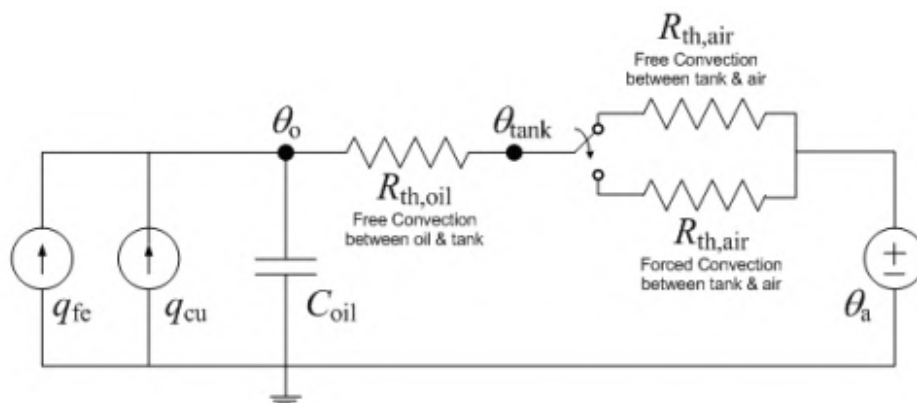 R_th,air
Free Convection
between tank & air
θ_o
θ_tank
R_th,oil
Free Convection
between oil & tank
R_th,air
Forced Convection
between tank & air
q_fe
q_cu
C_oil
θ_a
+
−